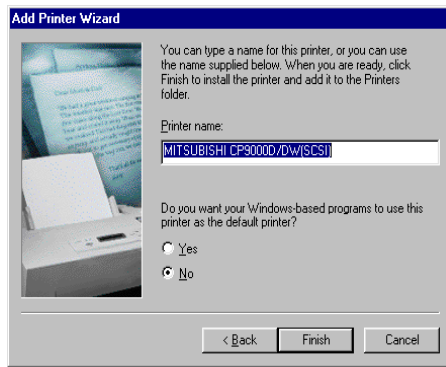 Add Printer Wizard
You can type a name for this printer, or you can use
the name supplied below. When you are ready, click
Finish to install the printer and add it to the Printers
folder.
Printer name:
MITSUBISHI CP9000D/DW(SCSI)
Do you want your Windows-based programs to use this
printer as the default printer?
Yes
No
< Back
Finish
Cancel